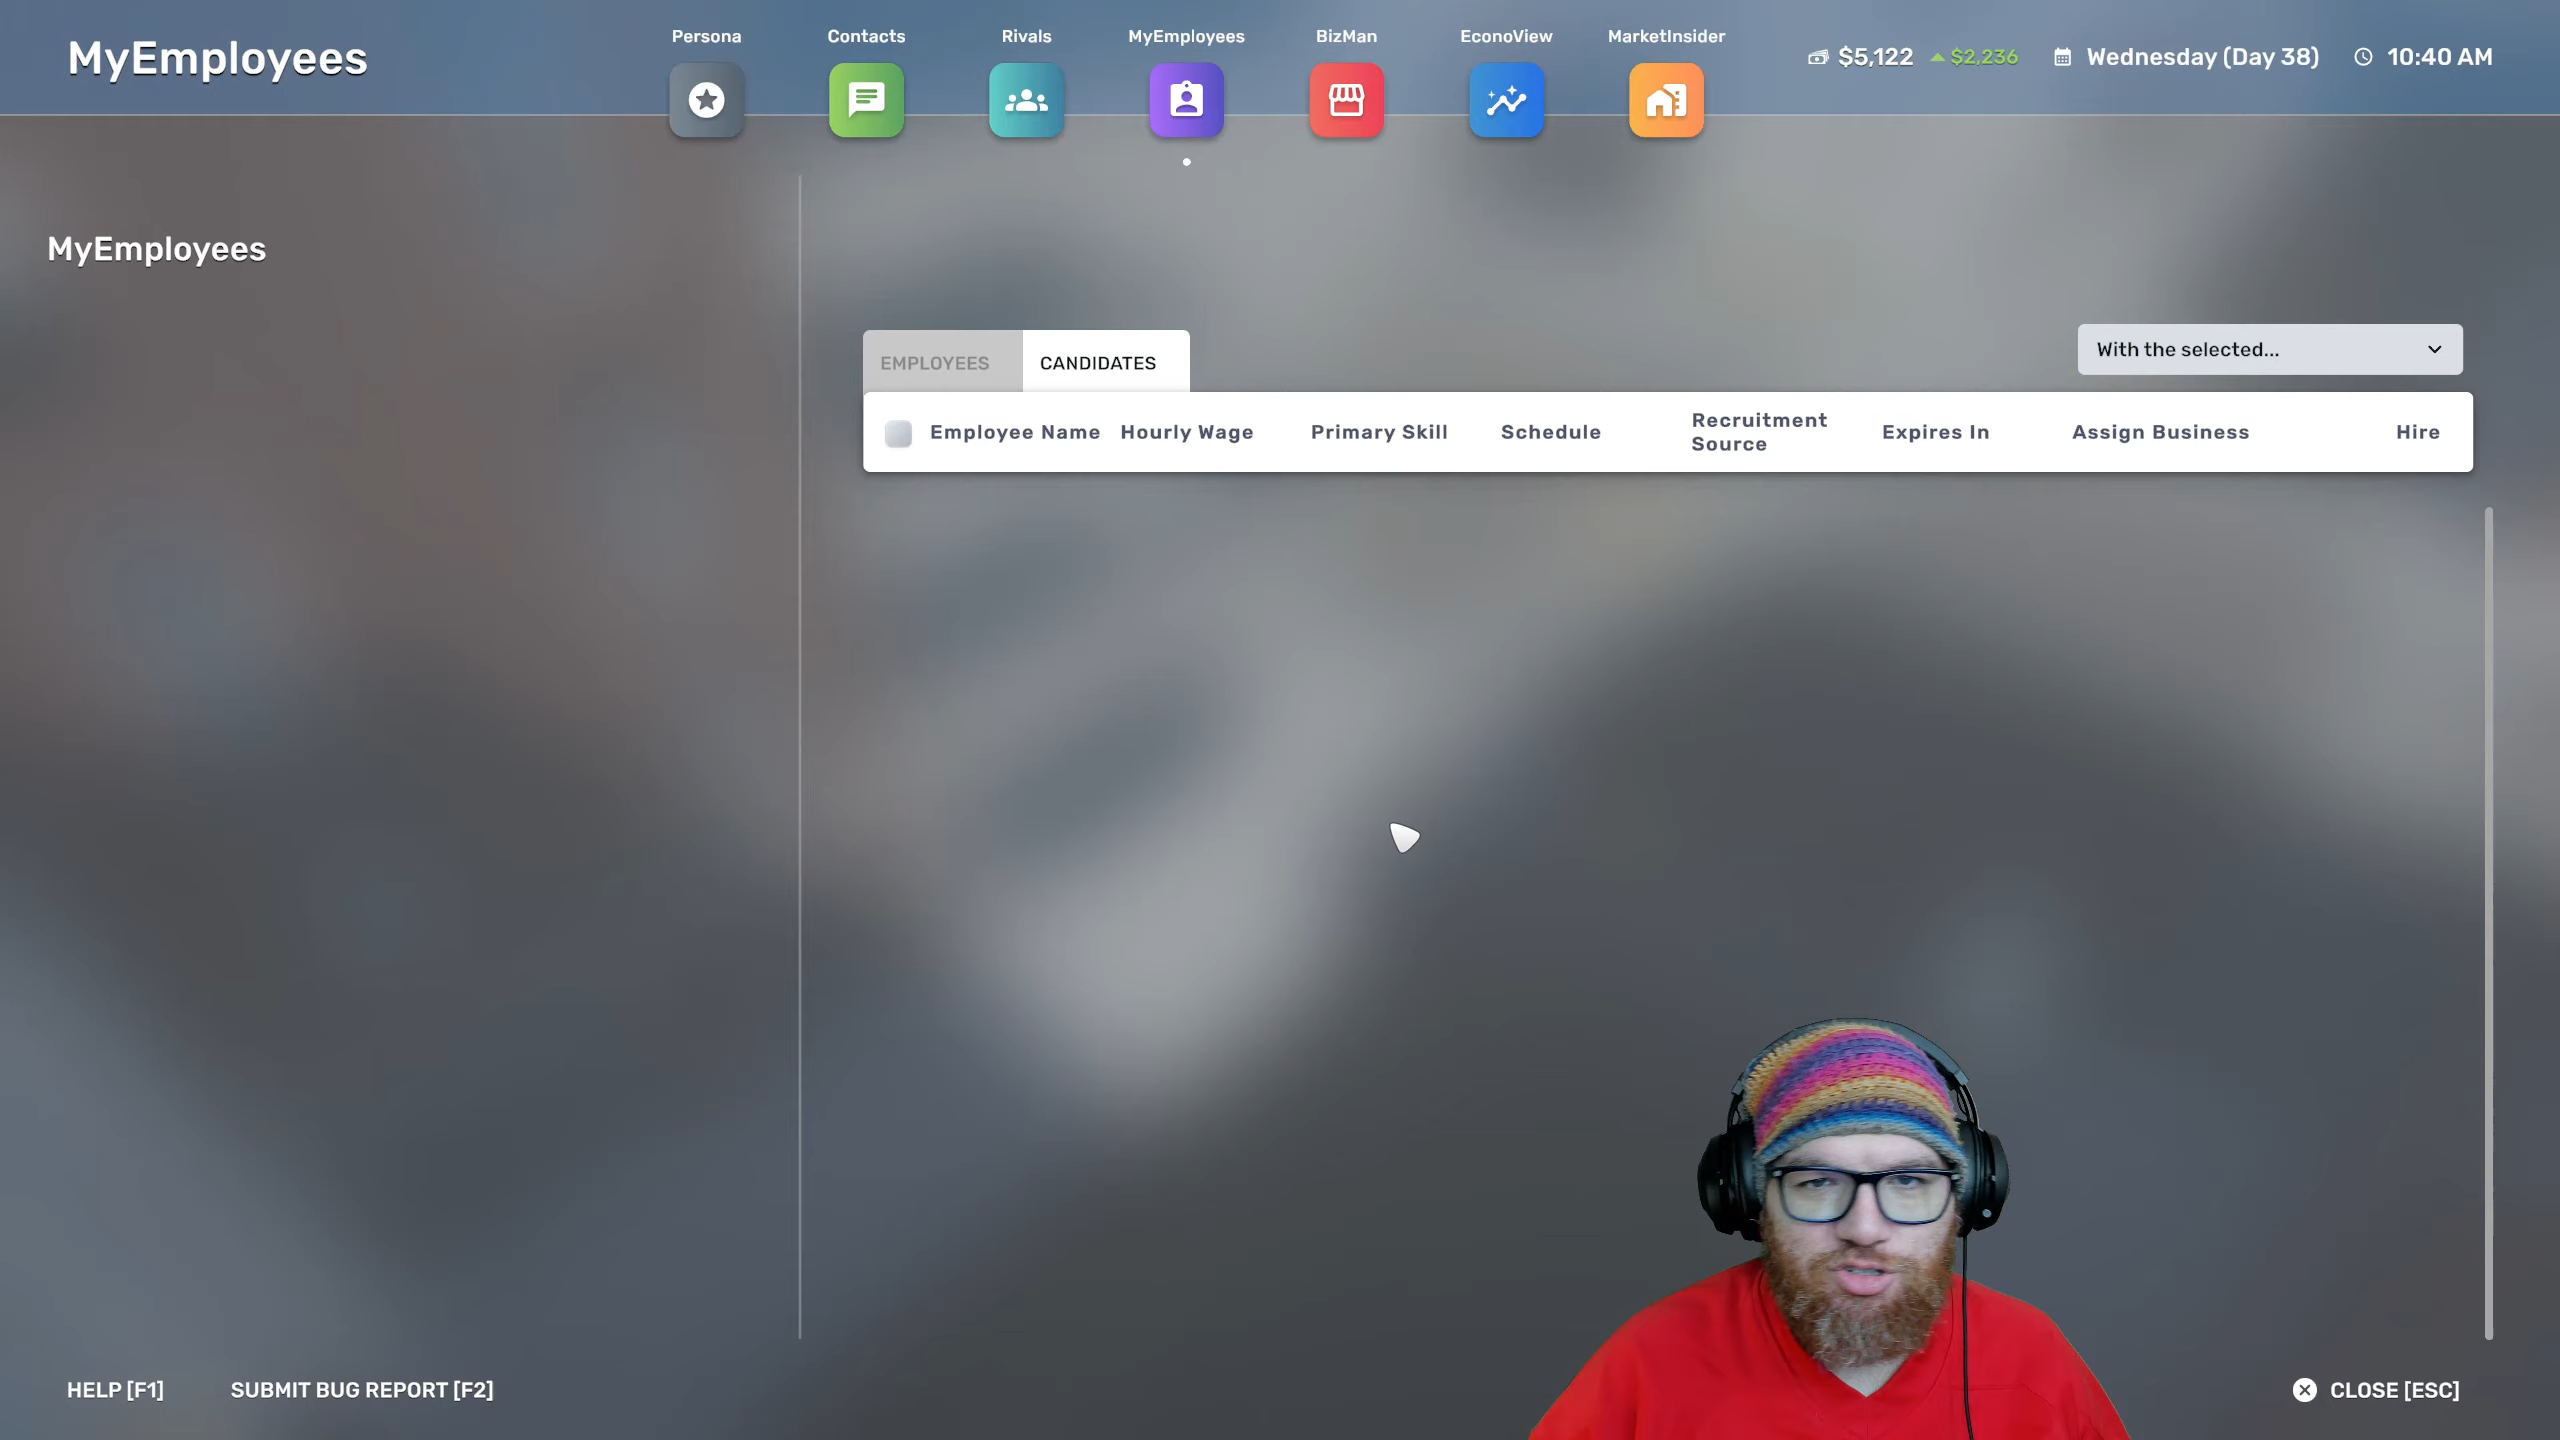 MyEmployees
Persona
Contacts
Rivals
MyEmployees
BizMan
EconoView
MarketInsider
$5,122
$2,236
Wednesday (Day 38)
10:40 AM
MyEmployees
EMPLOYEES
CANDIDATES
With the selected...
Employee Name
Hourly Wage
Primary Skill
Schedule
Recruitment
Source
Expires In
Assign Business
Hire
HELP [F1]
SUBMIT BUG REPORT [F2]
CLOSE [ESC]